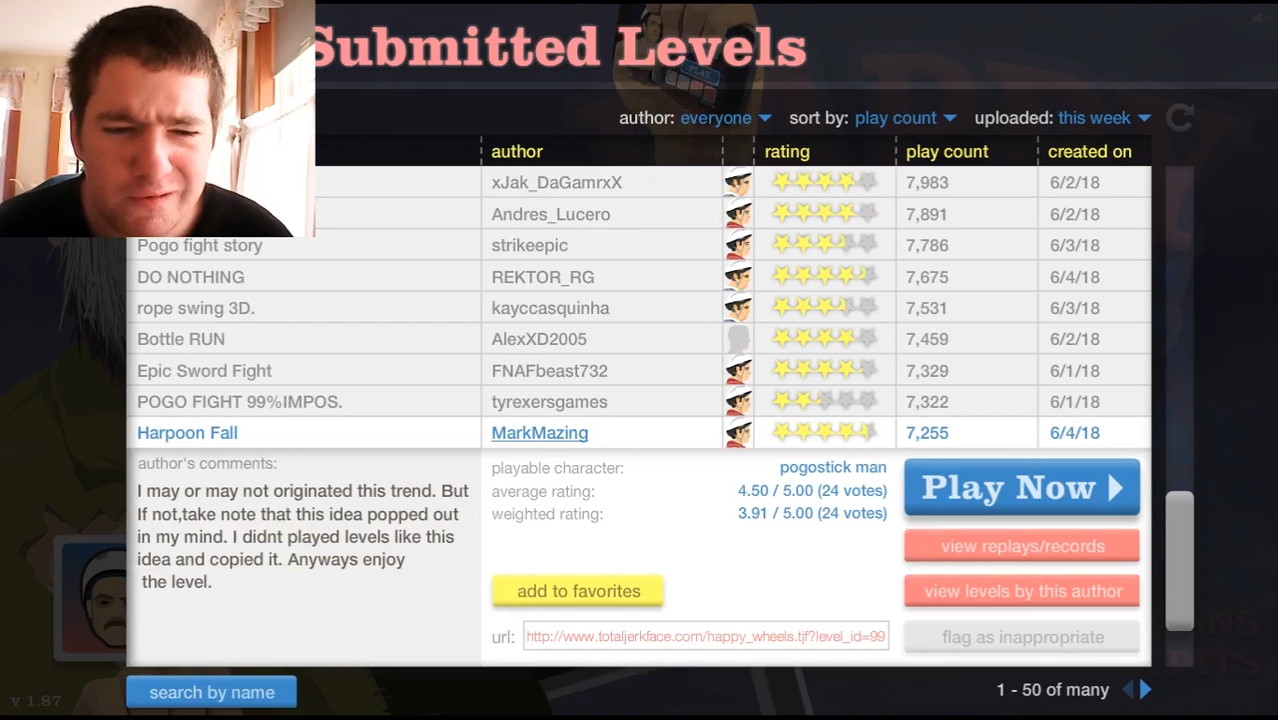 Submitted Levels
author: everyone sort by: play count uploaded: this week
author rating play count created on
xJak_DaGamrxX 7,983 6/2/18
Andres_Lucero 7,891 6/2/18
Pogo fight story strikeepic 7,786 6/3/18
DO NOTHING REKTOR_RG 7,675 6/4/18
rope swing 3D. kayccasquinha 7,531 6/3/18
Bottle RUN AlexXD2005 7,459 6/2/18
Epic Sword Fight FNAFbeast732 7,329 6/1/18
POGO FIGHT 99%IMPOS. tyrexersgames 7,322 6/1/18
Harpoon Fall MarkMazing 7,255 6/4/18
author's comments:
I may or may not originated this trend. But
If not,take note that this idea popped out
in my mind. I didnt played levels like this
idea and copied it. Anyways enjoy
the level.
playable character: pogostick man
average rating: 4.50 / 5.00 (24 votes)
weighted rating: 3.91 / 5.00 (24 votes)
add to favorites
url: http://www.totaljerkface.com/happy_wheels.tjf?level_id=99
Play Now
view replays/records
view levels by this author
flag as inappropriate
search by name
1 - 50 of many
v 1.87